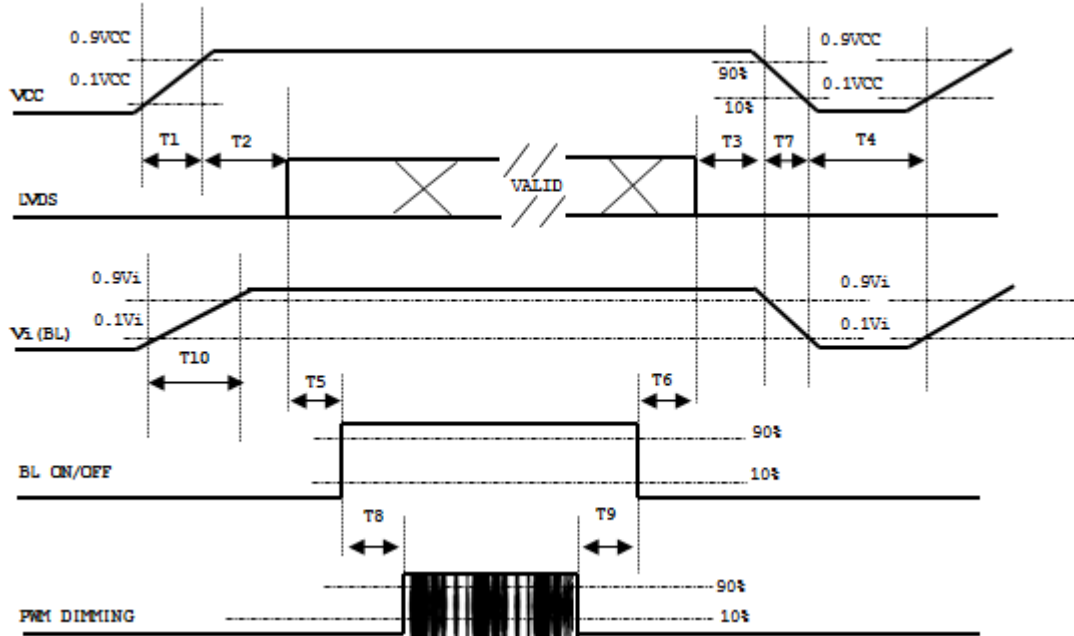 0.9VCC
0.9VCC
90%
0.1VCC
0.1VCC
VCC
10%
T1
T2
T3
T7
T4
VALID
LVDS
0.9Vi
0.9Vi
0.1Vi
0.1Vi
Vi(BL)
T10
T5
T6
90%
BL ON/OFF
10%
T8
T9
90%
PWM DIMMING
10%